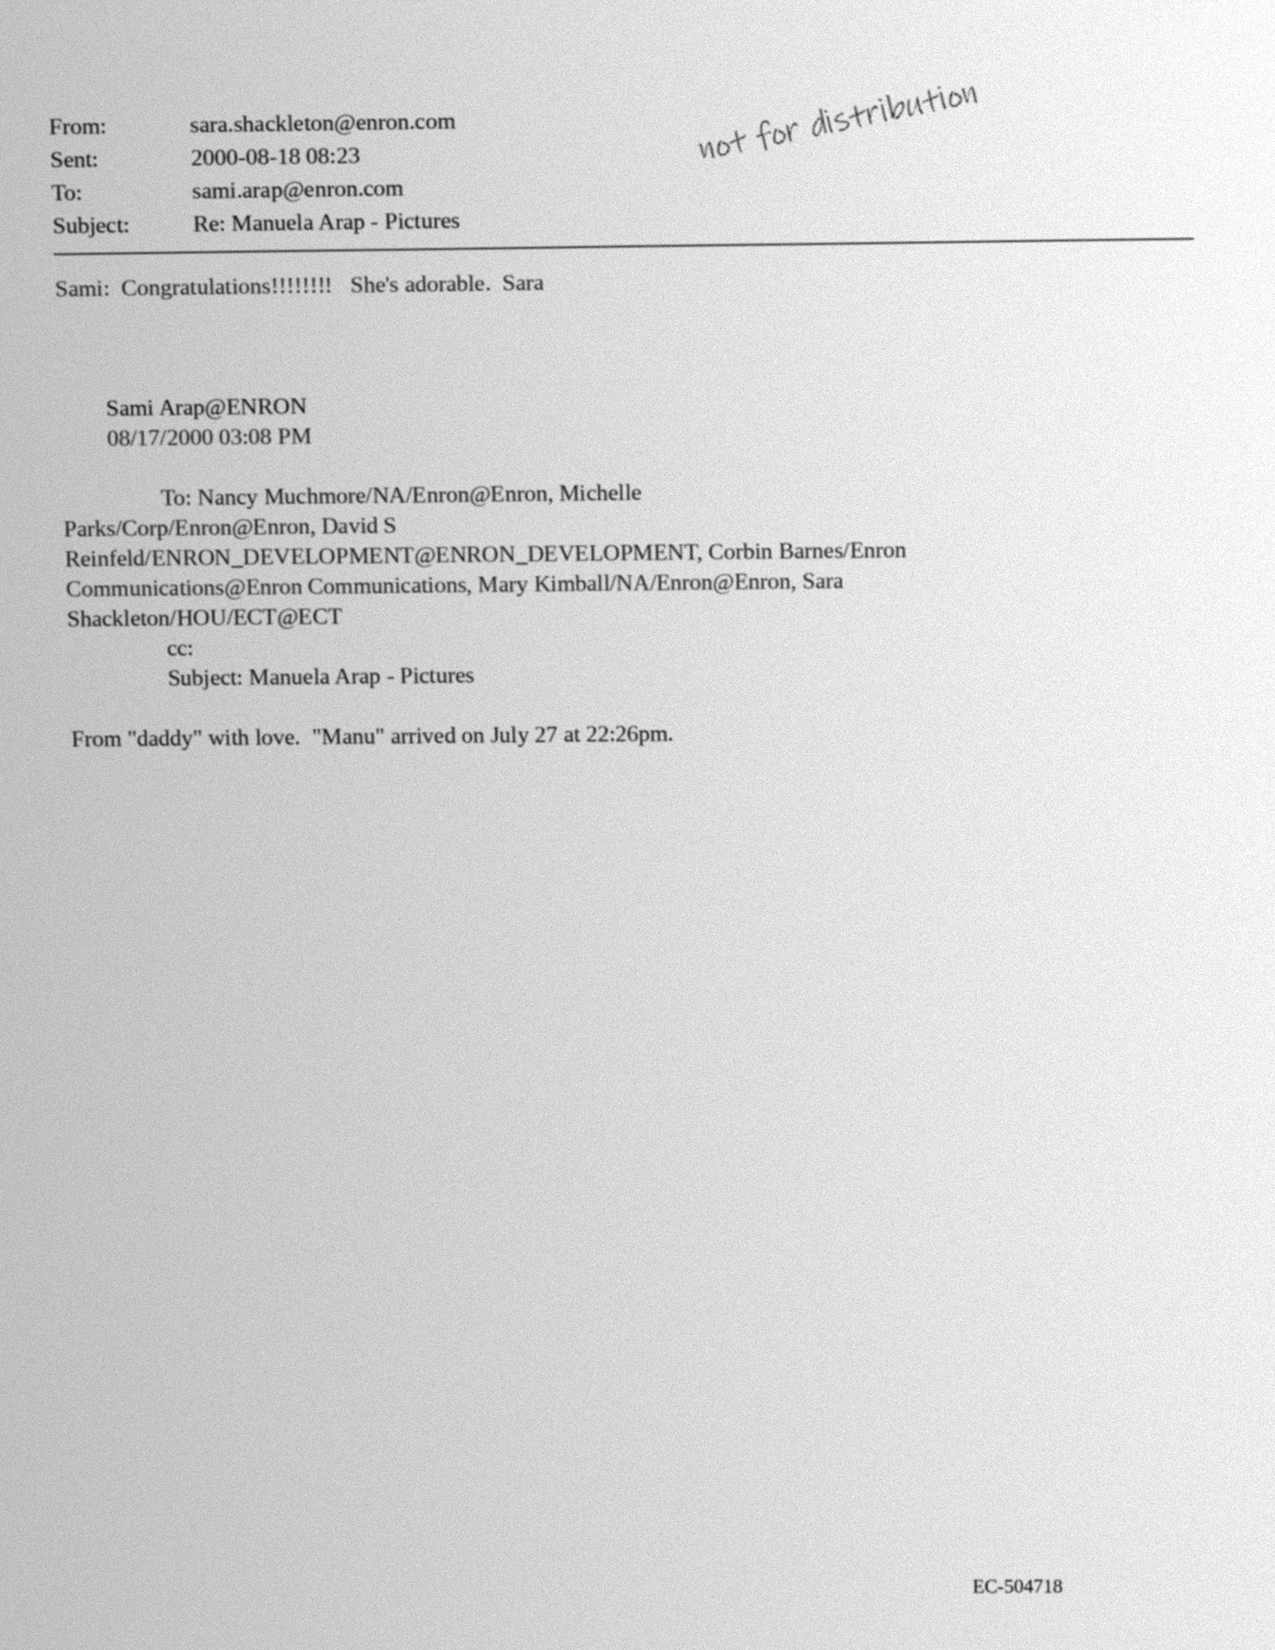 not for distribution
From: sara.shackleton@enron.com
Sent: 2000-08-18 08:23
To: sami.arap@enron.com
Subject: Re: Manuela Arap - Pictures
Sami:  Congratulations!!!!!!!!   She's adorable.  Sara
Sami Arap@ENRON
08/17/2000 03:08 PM
To: Nancy Muchmore/NA/Enron@Enron, Michelle
Parks/Corp/Enron@Enron, David S
Reinfeld/ENRON_DEVELOPMENT@ENRON_DEVELOPMENT, Corbin Barnes/Enron
Communications@Enron Communications, Mary Kimball/NA/Enron@Enron, Sara
Shackleton/HOU/ECT@ECT
cc:
Subject: Manuela Arap - Pictures
From "daddy" with love.  "Manu" arrived on July 27 at 22:26pm.
EC-504718